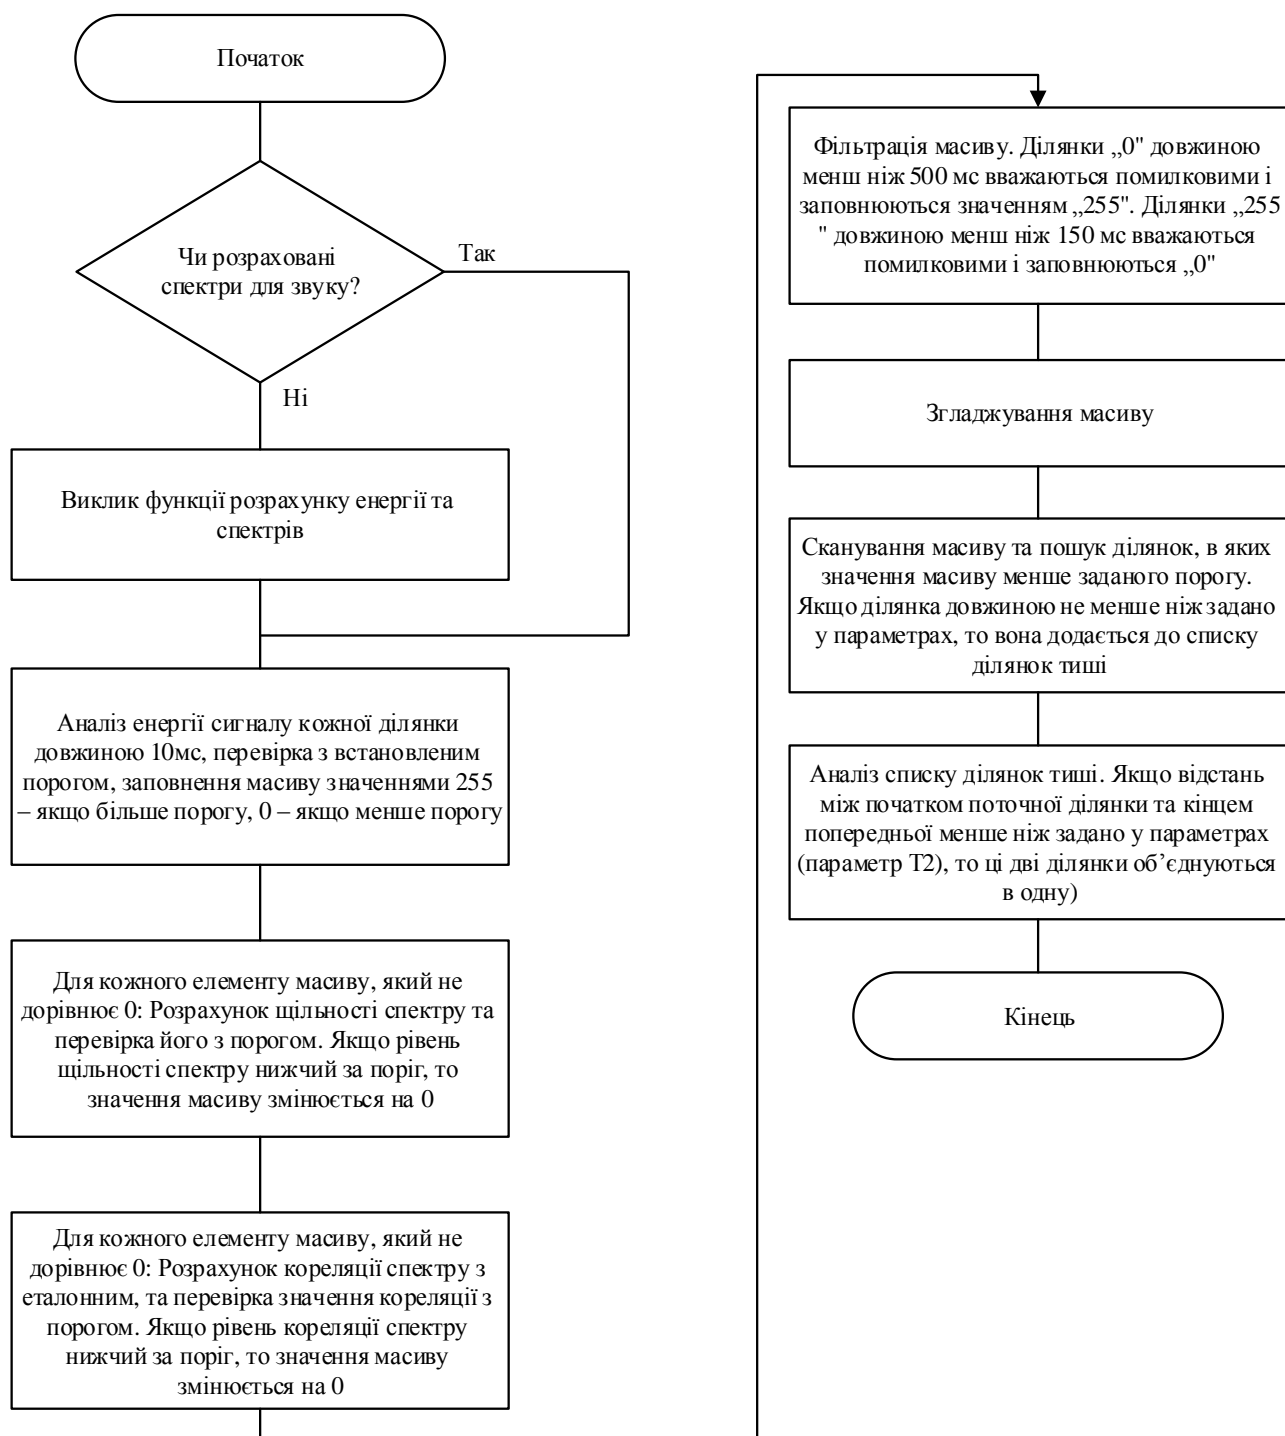 Початок
Чи розраховані
спектри для звуку?
Так
Ні
Виклик функції розрахунку енергії та
спектрів
Аналіз енергії сигналу кожної ділянки
довжиною 10мс, перевірка з встановленим
порогом, заповнення масиву значеннями 255
– якщо більше порогу, 0 – якщо менше порогу
Для кожного елементу масиву, який не
дорівнює 0: Розрахунок щільності спектру та
перевірка його з порогом. Якщо рівень
щільності спектру нижчий за поріг, то
значення масиву змінюється на 0
Для кожного елементу масиву, який не
дорівнює 0: Розрахунок кореляції спектру з
еталонним, та перевірка значення кореляції з
порогом. Якщо рівень кореляції спектру
нижчий за поріг, то значення масиву
змінюється на 0
Фільтрація масиву. Ділянки „0" довжиною
менш ніж 500 мс вважаються помилковими і
заповнюються значенням „255". Ділянки „255
" довжиною менш ніж 150 мс вважаються
помилковими і заповнюються „0"
Згладжування масиву
Сканування масиву та пошук ділянок, в яких
значення масиву менше заданого порогу.
Якщо ділянка довжиною не менше ніж задано
у параметрах, то вона додається до списку
ділянок тиші
Аналіз списку ділянок тиші. Якщо відстань
між початком поточної ділянки та кінцем
попередньої менше ніж задано у параметрах
(параметр Т2), то ці дві ділянки об’єднуються
в одну)
Кінець